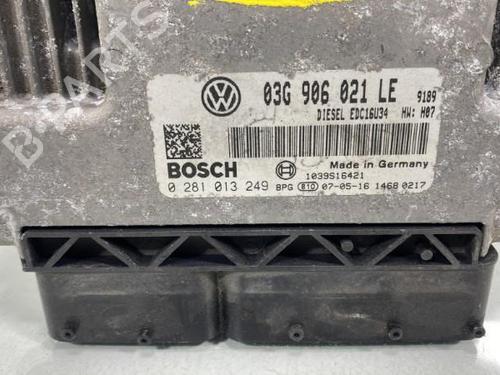 03G 906 021 LE 9189
DIESEL EDC16U34 HW: H07
BOSCH
Made in Germany
1039S16421
0 281 013 249 BPG 810 07-05-16 1468 0217
B-PARTS